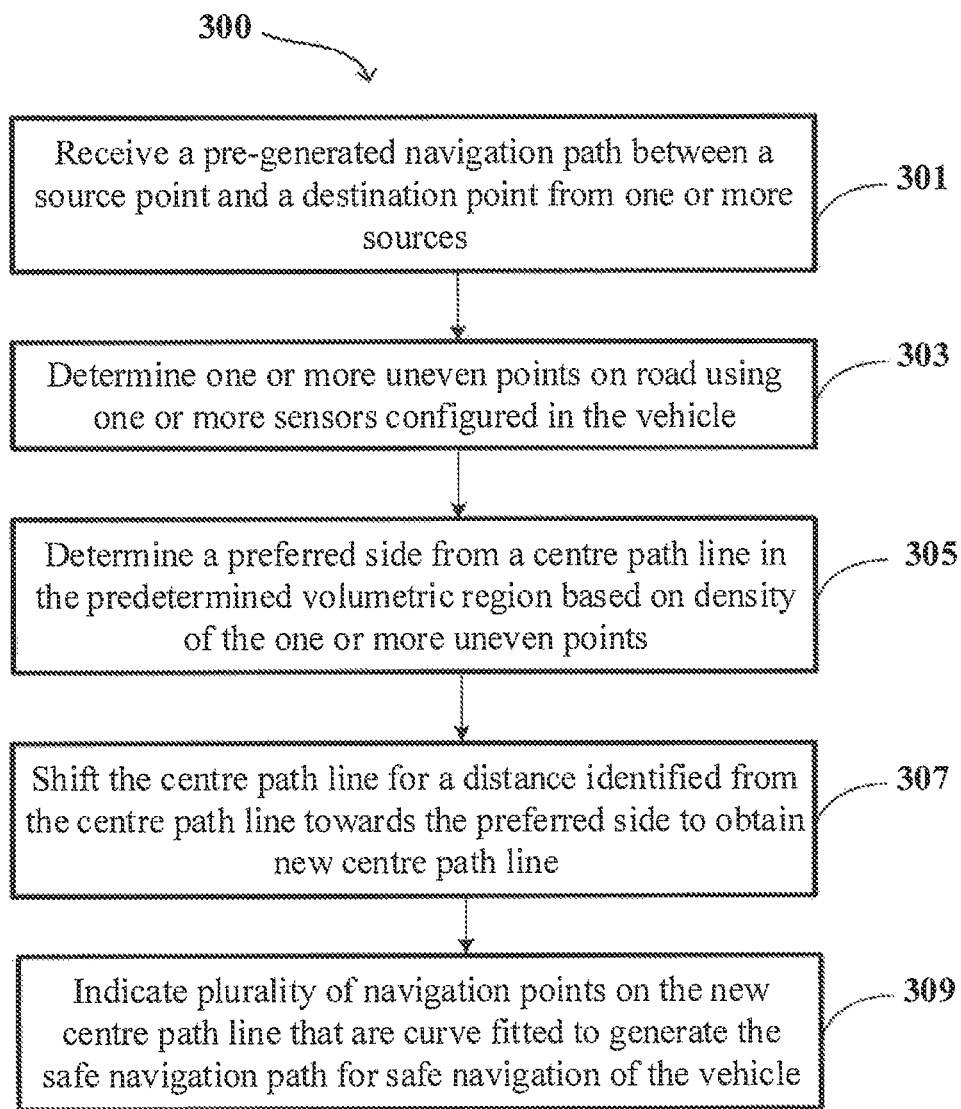 300
Receive a pre-generated navigation path between a
source point and a destination point from one or more
sources
301
Determine one or more uneven points on road using
one or more sensors configured in the vehicle
303
Determine a preferred side from a centre path line in
the predetermined volumetric region based on density
of the one or more uneven points
305
Shift the centre path line for a distance identified from
the centre path line towards the preferred side to obtain
new centre path line
307
Indicate plurality of navigation points on the new
centre path line that are curve fitted to generate the
safe navigation path for safe navigation of the vehicle
309